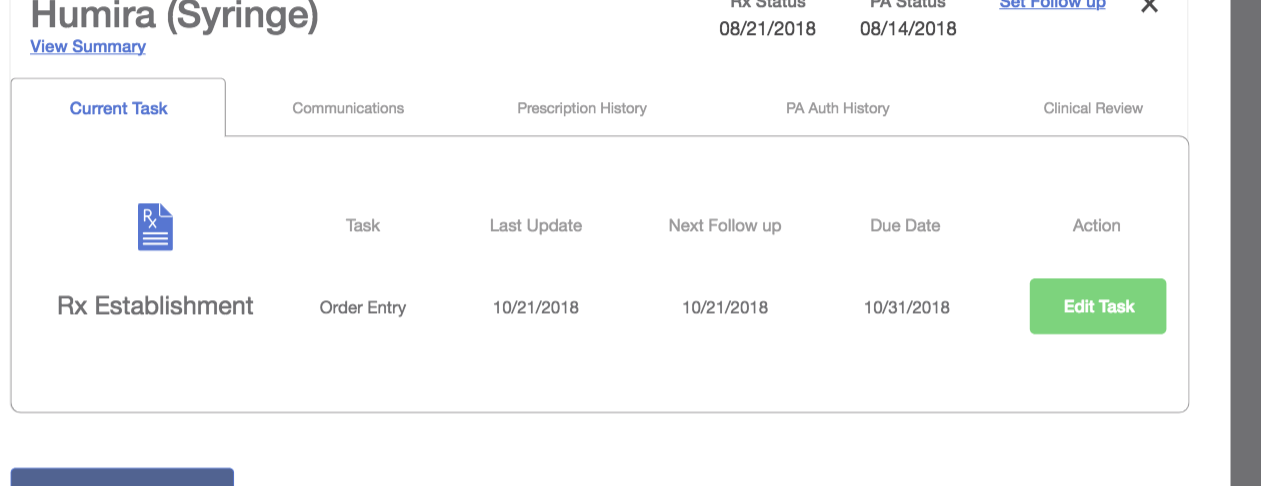 Humira (Syringe)
Rx Status
PA Status
Set Follow up
08/21/2018
08/14/2018
View Summary
Current Task
Communications
Prescription History
PA Auth History
Clinical Review
Rx
Task
Last Update
Next Follow up
Due Date
Action
Rx Establishment
Order Entry
10/21/2018
10/21/2018
10/31/2018
Edit Task